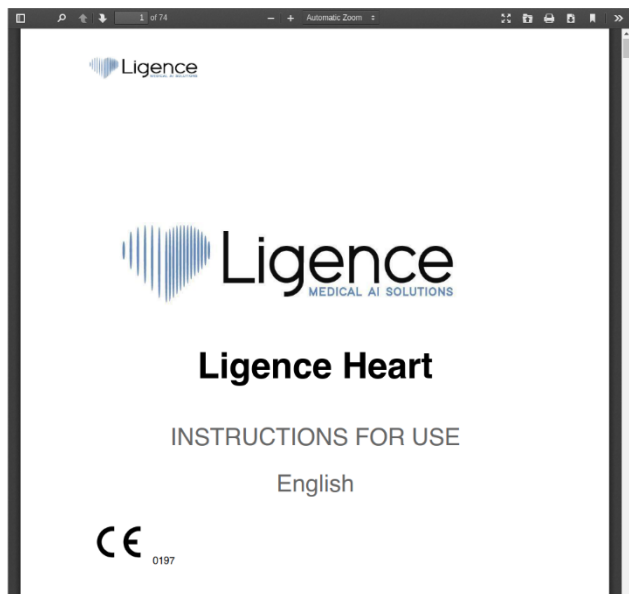 1 of 74
Automatic Zoom
Ligence
MEDICAL AI SOLUTIONS
Ligence
MEDICAL AI SOLUTIONS
Ligence Heart
INSTRUCTIONS FOR USE
English
CE 0197